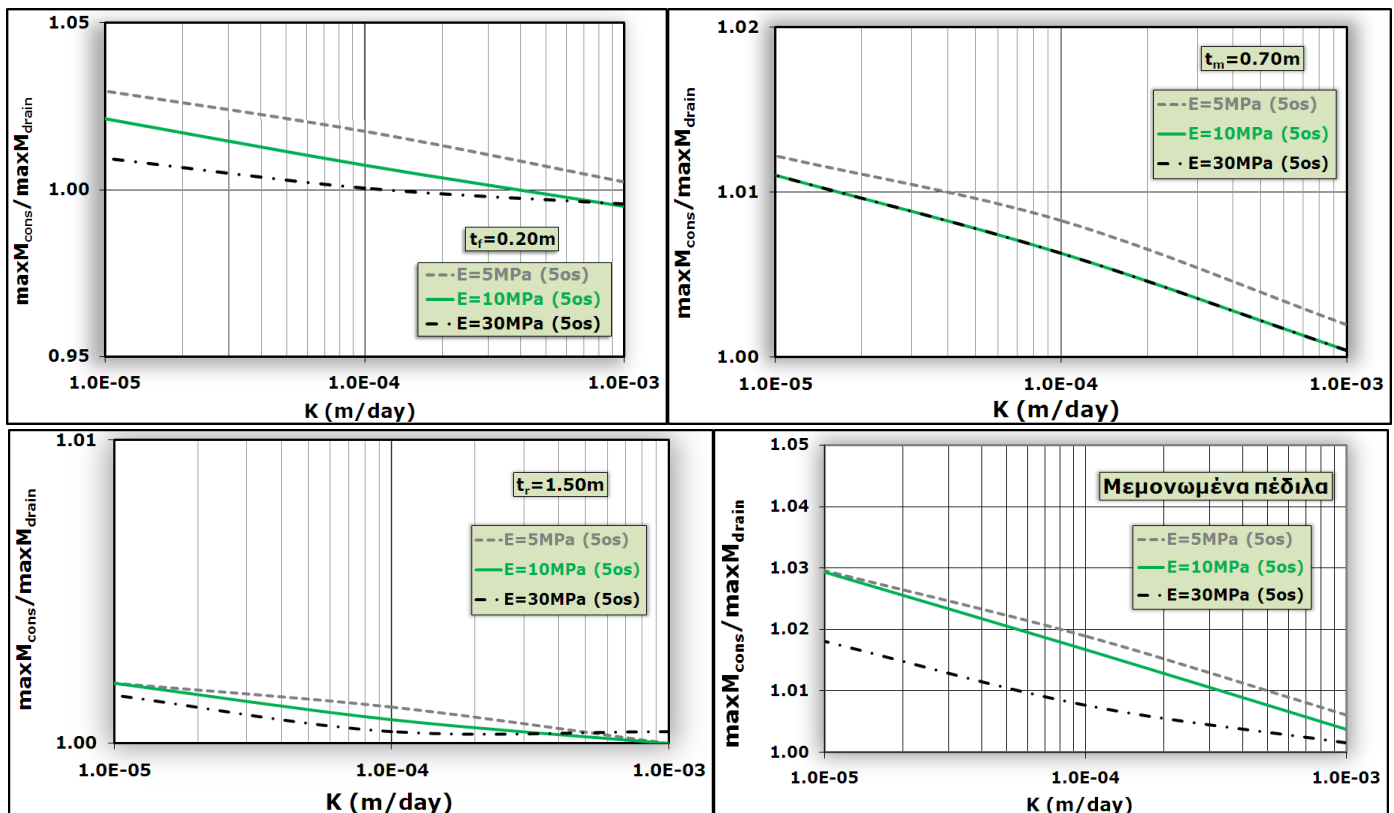 1.05
1.00
0.95
maxMcons/maxMdrain
tf=0.20m
E=5MPa (5os)
E=10MPa (5os)
E=30MPa (5os)
1.0E-05
1.0E-04
1.0E-03
K (m/day)
1.02
1.01
1.00
maxMcons/maxMdrain
tm=0.70m
E=5MPa (5os)
E=10MPa (5os)
E=30MPa (5os)
1.0E-05
1.0E-04
1.0E-03
K (m/day)
1.01
1.00
maxMcons/maxMdrain
tr=1.50m
E=5MPa (5os)
E=10MPa (5os)
E=30MPa (5os)
1.0E-05
1.0E-04
1.0E-03
K (m/day)
1.05
1.04
1.03
1.02
1.01
1.00
maxMcons/maxMdrain
Μεμονωμένα πέδιλα
E=5MPa (5os)
E=10MPa (5os)
E=30MPa (5os)
1.0E-05
1.0E-04
1.0E-03
K (m/day)